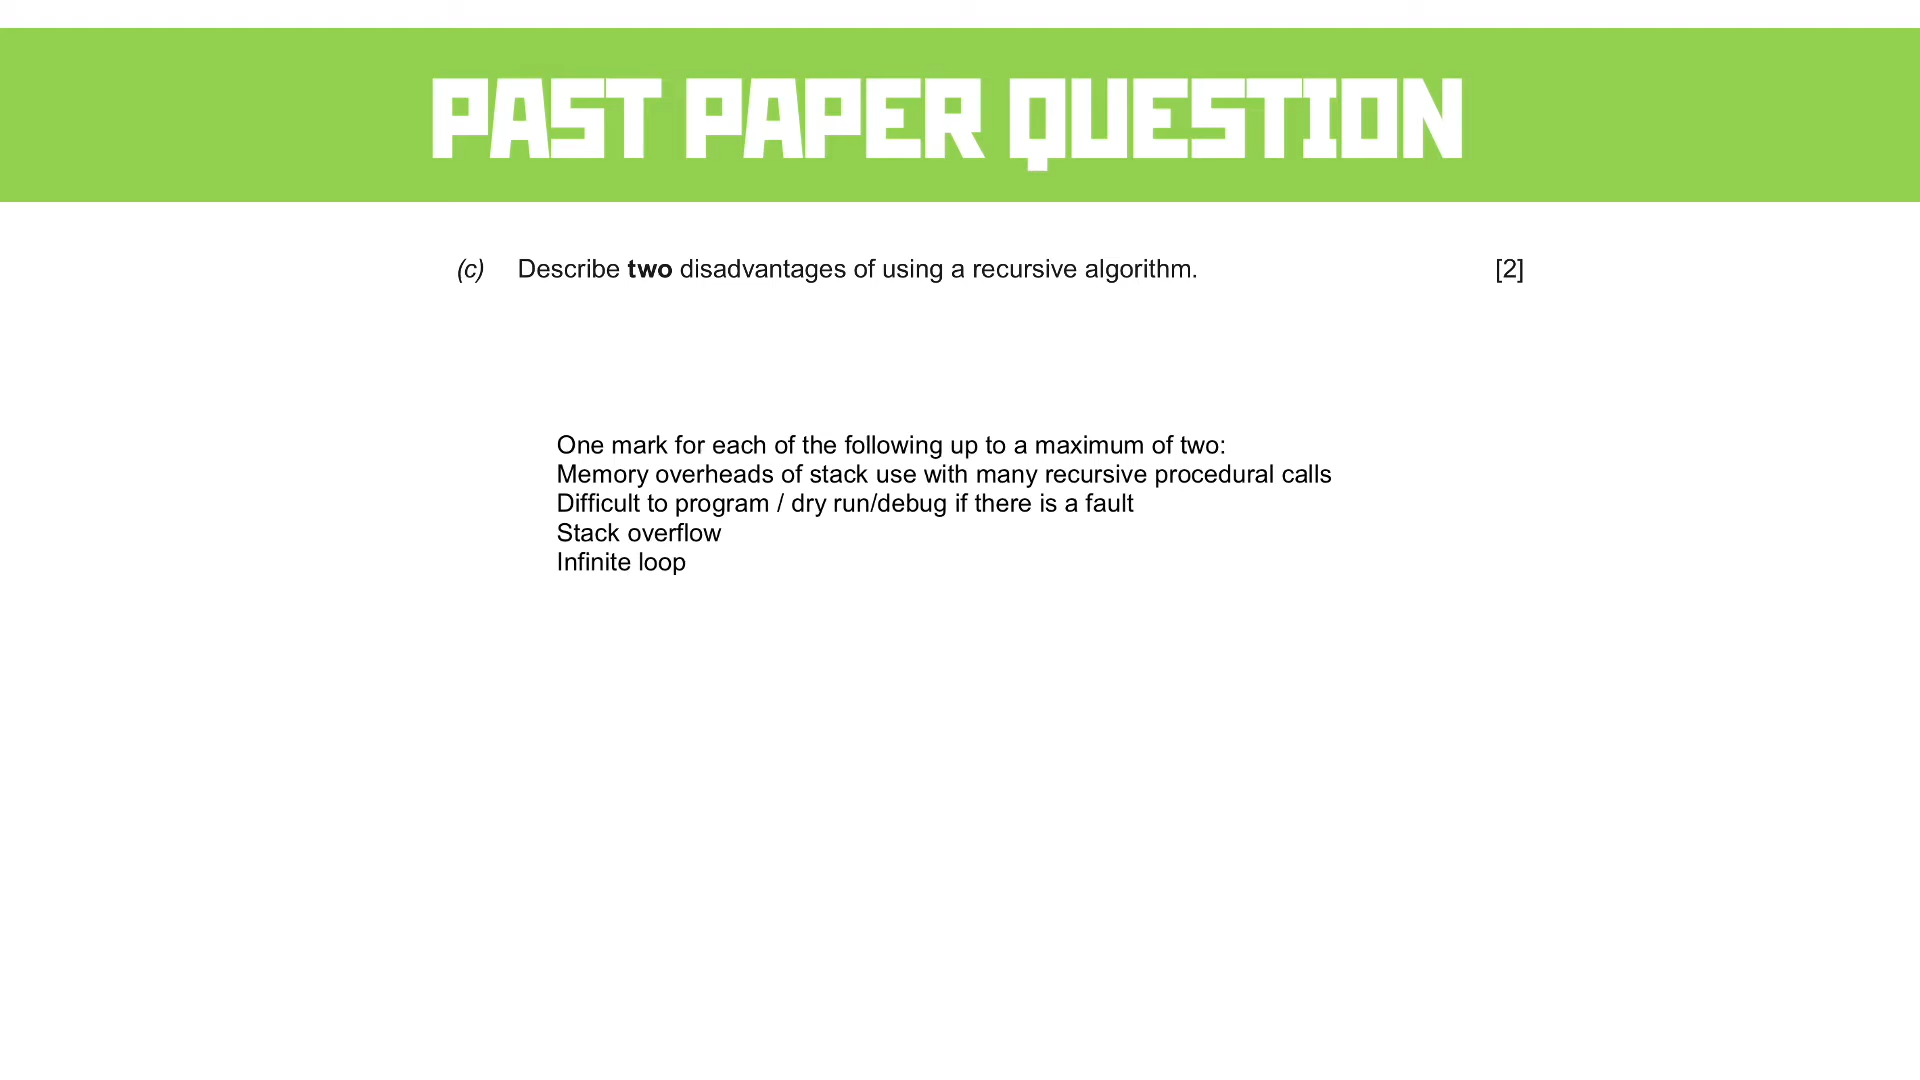 PAST PAPER QUESTION
(c) Describe two disadvantages of using a recursive algorithm. [2]
One mark for each of the following up to a maximum of two:
Memory overheads of stack use with many recursive procedural calls
Difficult to program / dry run/debug if there is a fault
Stack overflow
Infinite loop